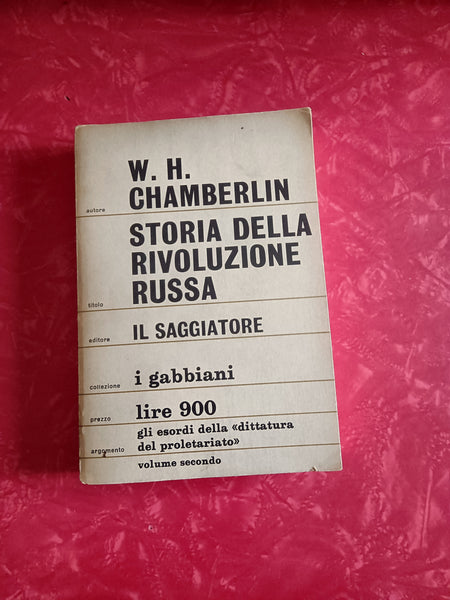 autore
W. H.
CHAMBERLIN
titolo
STORIA DELLA
RIVOLUZIONE
RUSSA
editore
IL SAGGIATORE
collezione
i gabbiani
prezzo
lire 900
argomento
gli esordi della «dittatura
del proletariato»
volume secondo